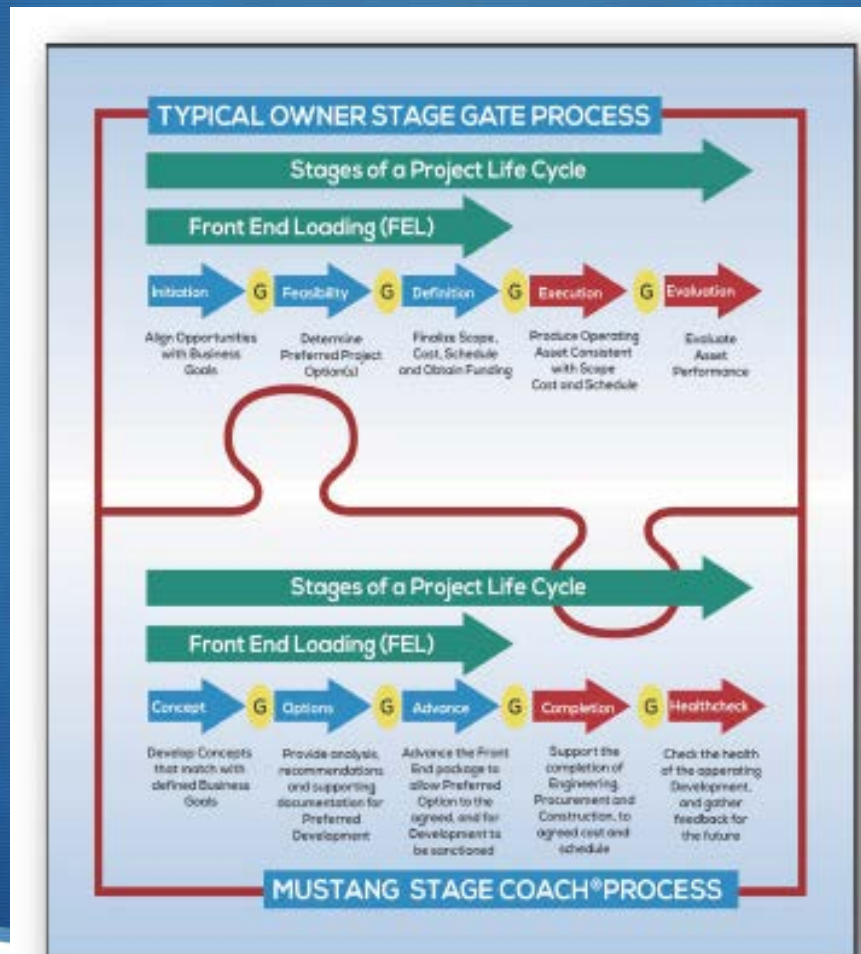 TYPICAL OWNER STAGE GATE PROCESS
Stages of a Project Life Cycle
Front End Loading (FEL)
Initiation G Feasibility G Definition G Execution G Evaluation
Align Opportunities
with Business
Goals
Determine
Preferred Project
Option(s)
Finalize Scope,
Cost, Schedule
and Obtain Funding
Produce Operating
Asset Consistent
with Scope
Cost and Schedule
Evaluate
Asset
Performance
Stages of a Project Life Cycle
Front End Loading (FEL)
Concept G Options G Advance G Completion G Healthcheck
Develop Concepts
that match with
defined Business
Goals
Provide analysis,
recommendations
and supporting
documentation for
Preferred
Development
Advance the Front
End package to
allow Preferred
Option to the
agreed, and for
Development to
be sanctioned
Support the
completion of
Engineering,
Procurement and
Construction, to
agreed cost and
schedule
Check the health
of the apperating
Development,
and gather
feedback for
the future
MUSTANG STAGE COACH® PROCESS